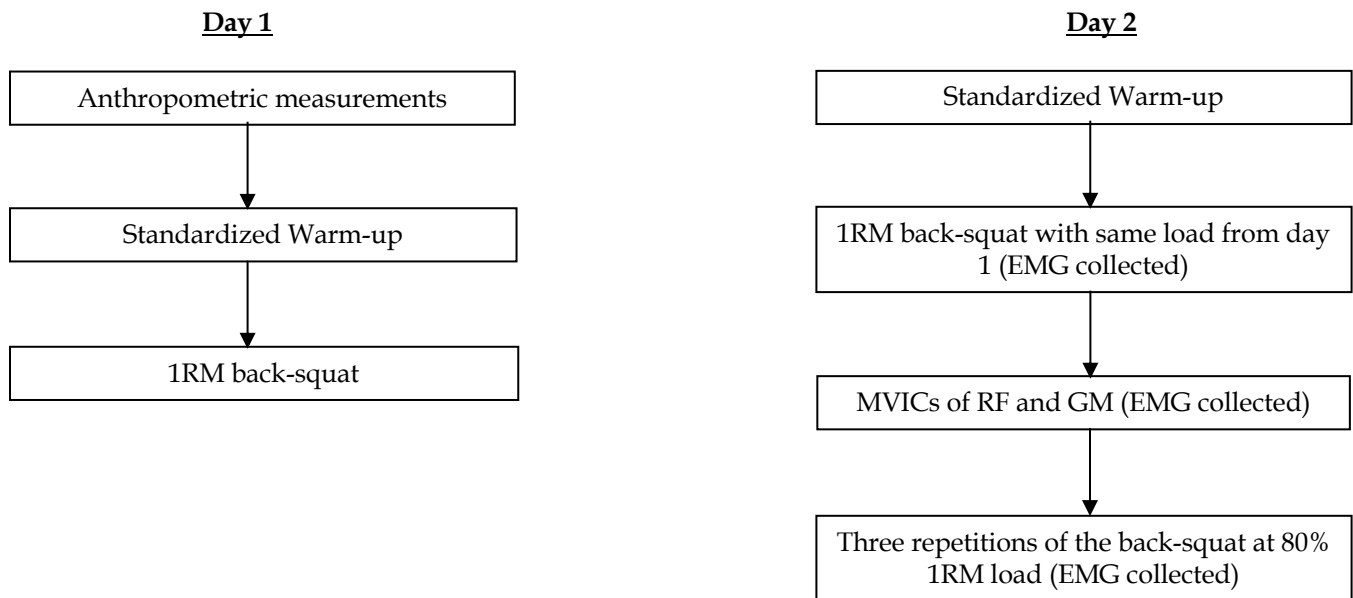 Day 1
Anthropometric measurements
Standardized Warm-up
1RM back-squat
Day 2
Standardized Warm-up
1RM back-squat with same load from day
1 (EMG collected)
MVICs of RF and GM (EMG collected)
Three repetitions of the back-squat at 80%
1RM load (EMG collected)